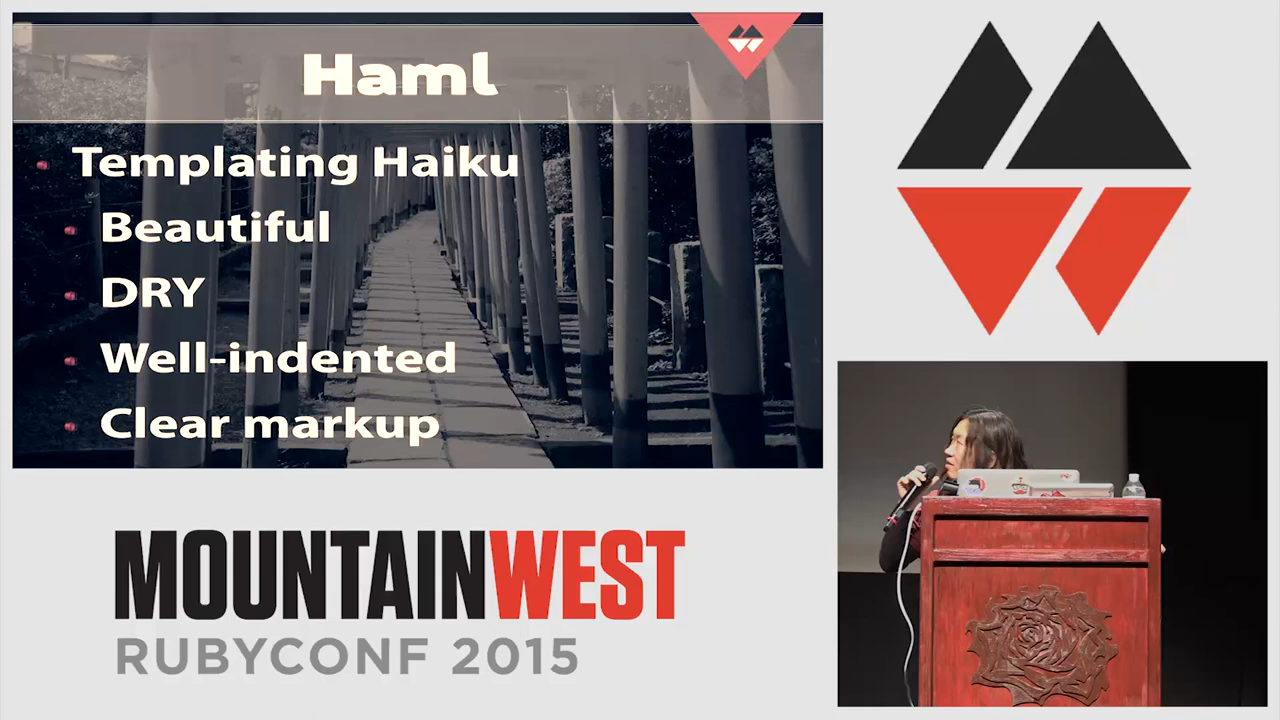 Haml
Templating Haiku
Beautiful
DRY
Well-indented
Clear markup
MOUNTAINWEST
RUBYCONF 2015